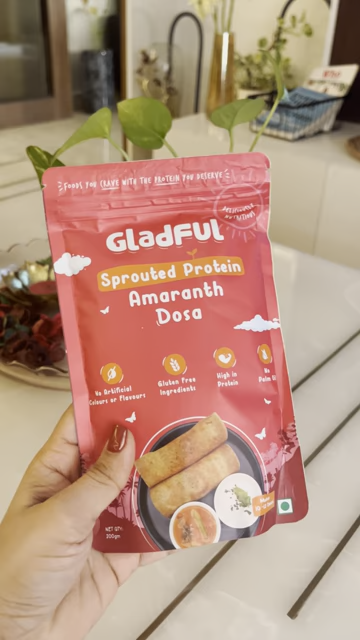 FOODS YOU CRAVE WITH THE PROTEIN YOU DESERVE
GladFul
Sprouted Protein
Amaranth
Dosa
No Artificial
Colours or Flavours
Gluten Free
Ingredients
High in
Protein
No
Palm
NET QTY:
200gm